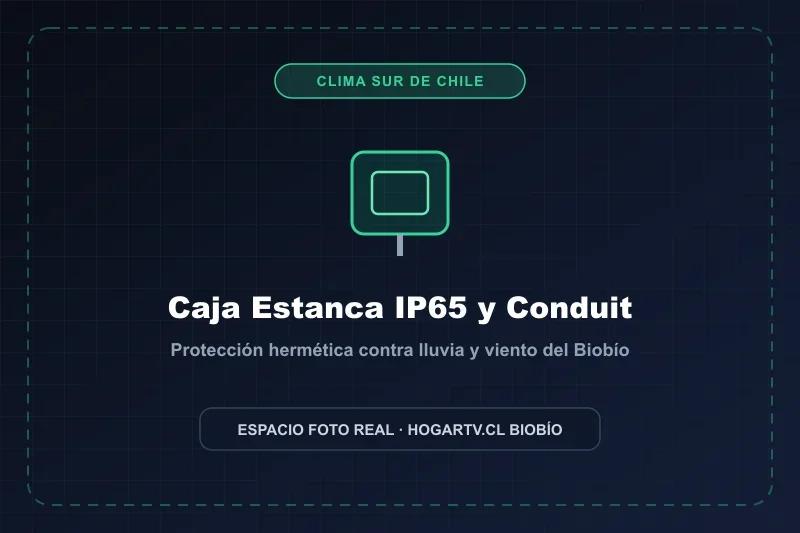 CLIMA SUR DE CHILE
Caja Estanca IP65 y Conduit
Protección hermética contra lluvia y viento del Biobío
ESPACIO FOTO REAL · HOGARTV.CL BIOBÍO